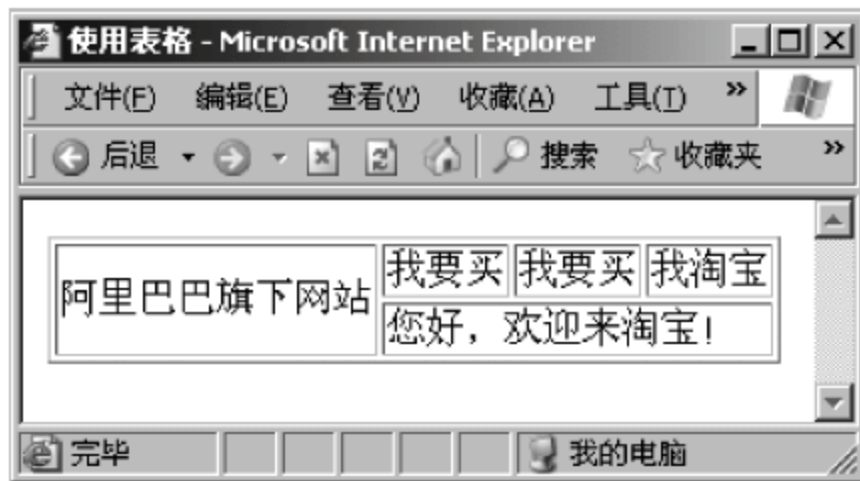 使用表格 - Microsoft Internet Explorer
文件(F) 编辑(E) 查看(V) 收藏(A) 工具(T) »
后退 搜索 收藏夹 »
阿里巴巴旗下网站 我要买 我要买 我淘宝
您好，欢迎来淘宝!
完毕 我的电脑